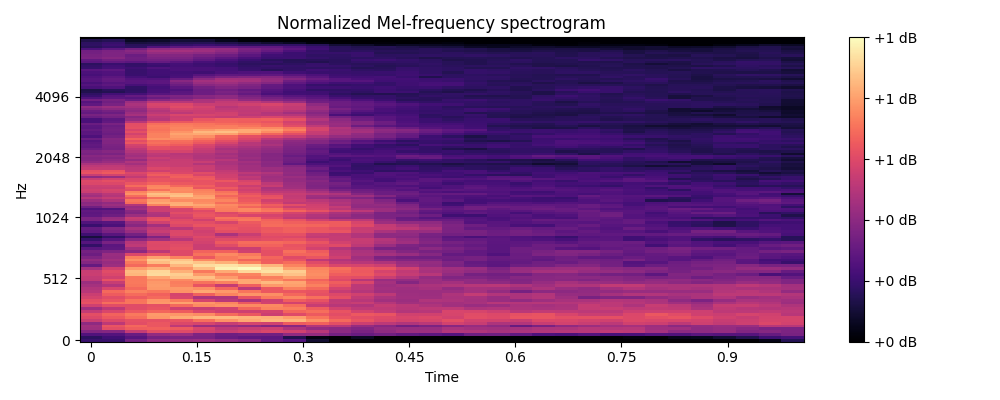 Normalized Mel-frequency spectrogram
Hz
4096
2048
1024
512
0
0 0.15 0.3 0.45 0.6 0.75 0.9
Time
+1 dB
+1 dB
+1 dB
+0 dB
+0 dB
+0 dB